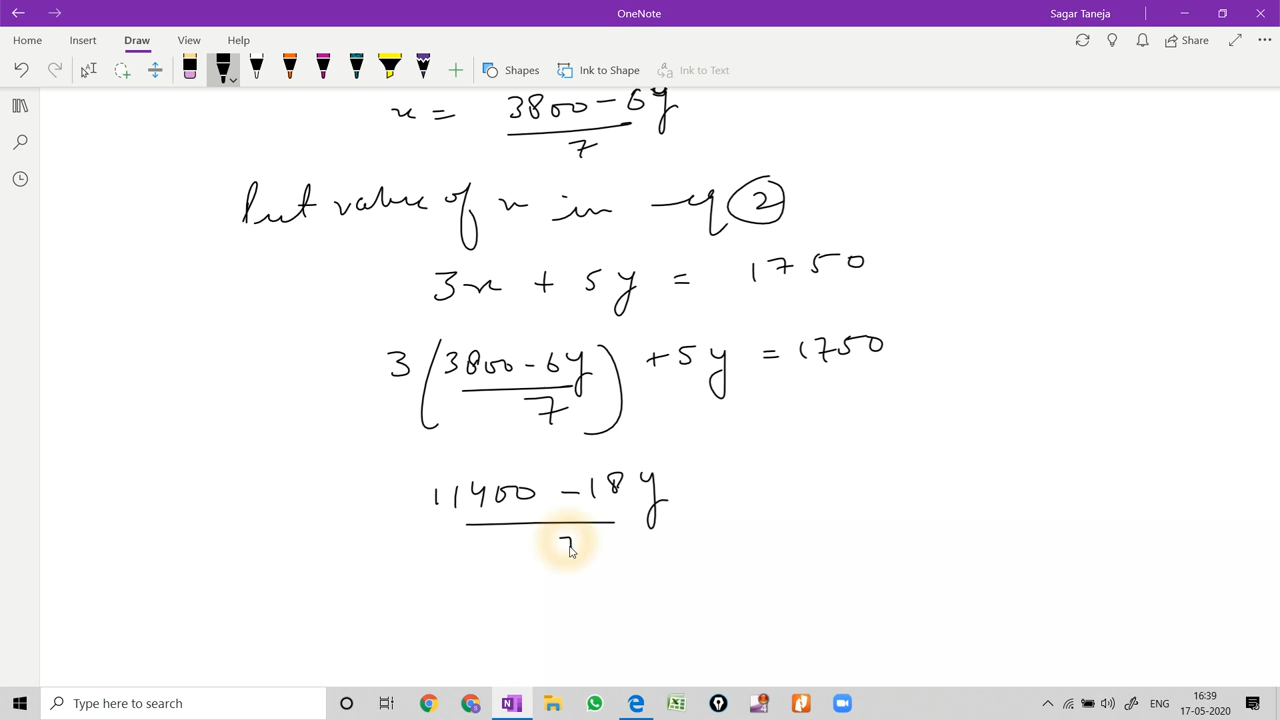 OneNote
Sagar Taneja
Home Insert Draw View Help
Share
Shapes
Ink to Shape
Ink to Text
x = 3800 - 6y
7
Put value of x in eq 2
3x + 5y = 1750
3 ( 3800 - 6y ) + 5y = 1750
7
11400 - 18y
7
Type here to search
ENG
16:39
17-05-2020